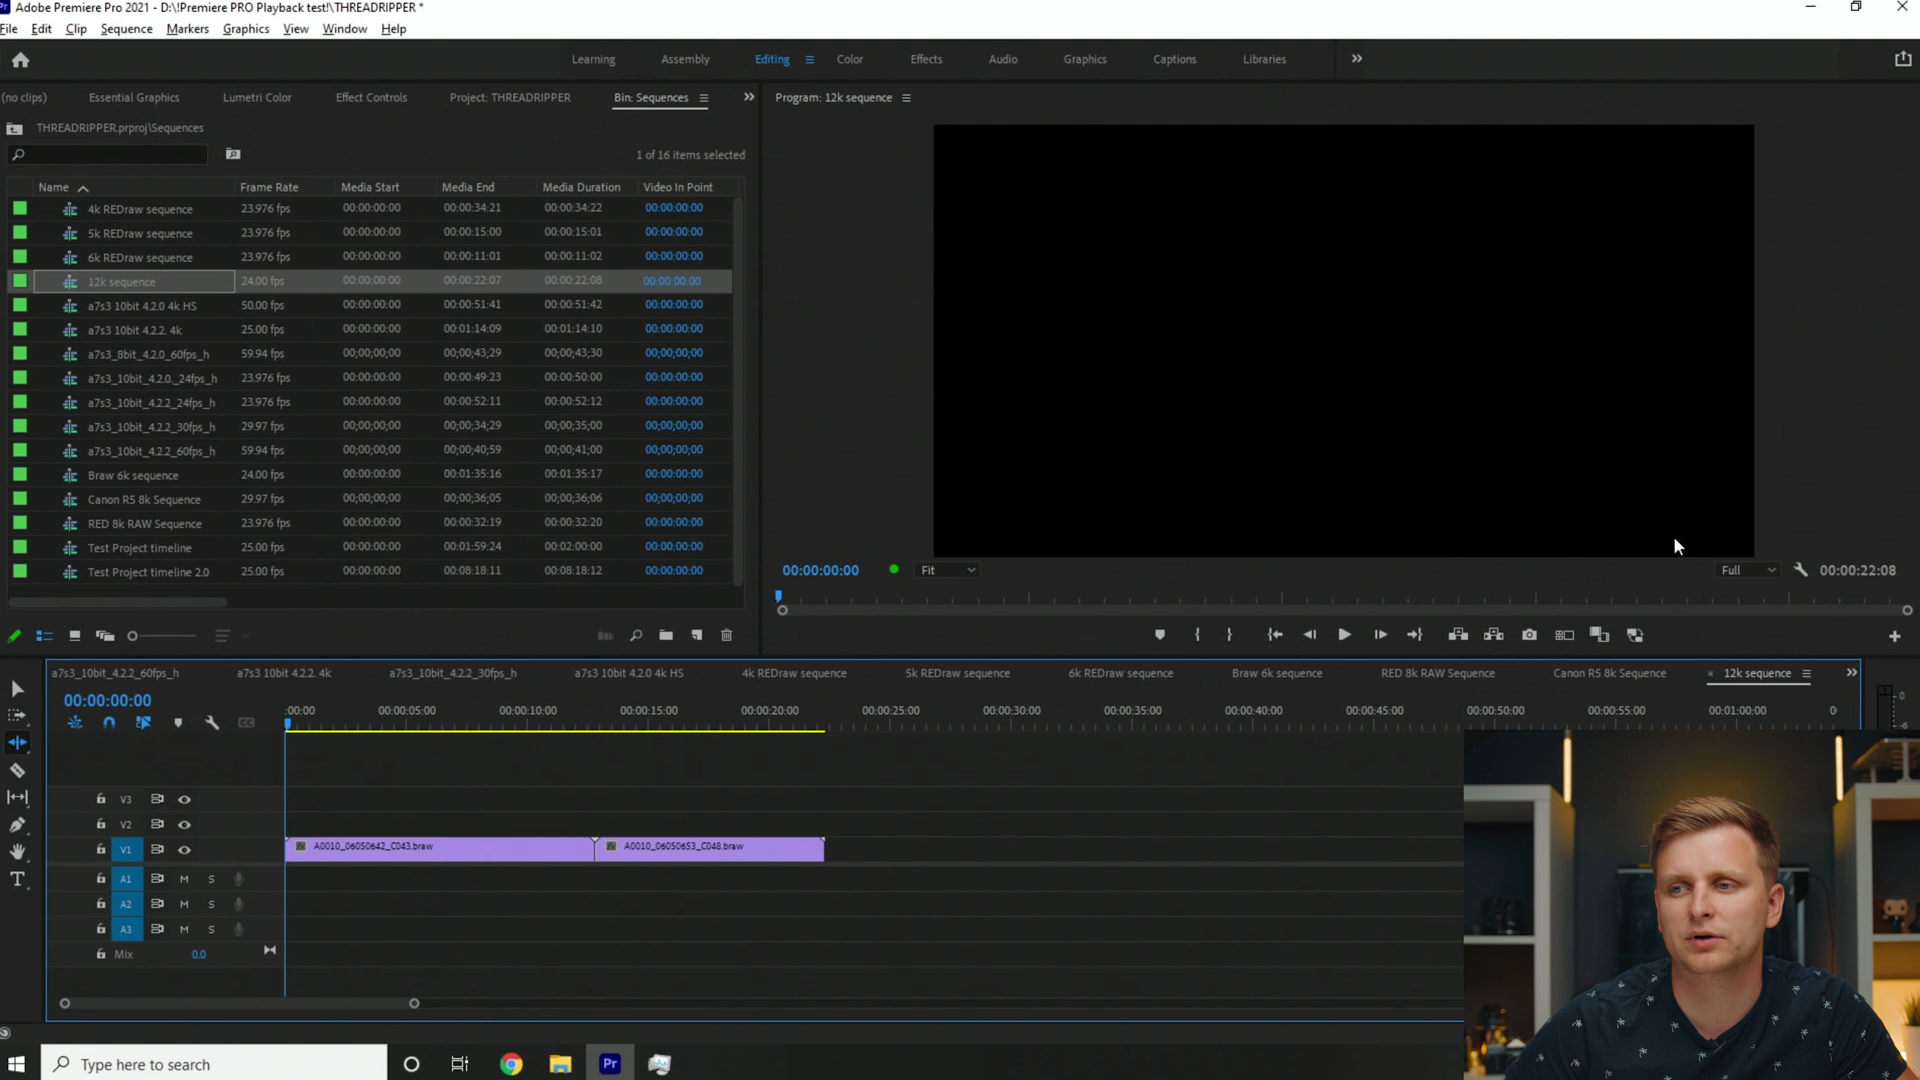 Adobe Premiere Pro 2021 - D:\!Premiere PRO Playback test!\THREADRIPPER *
File Edit Clip Sequence Markers Graphics View Window Help
Learning Assembly Editing Color Effects Audio Graphics Captions Libraries
(no clips) Essential Graphics Lumetri Color Effect Controls Project: THREADRIPPER Bin: Sequences
Program: 12k sequence
THREADRIPPER.prproj\Sequences
1 of 16 items selected
Name Frame Rate Media Start Media End Media Duration Video In Point
4k REDraw sequence 23.976 fps 00:00:00:00 00:00:34:21 00:00:34:22 00:00:00:00
5k REDraw sequence 23.976 fps 00:00:00:00 00:00:15:00 00:00:15:01 00:00:00:00
6k REDraw sequence 23.976 fps 00:00:00:00 00:00:11:01 00:00:11:02 00:00:00:00
12k sequence 24.00 fps 00:00:00:00 00:00:22:07 00:00:22:08 00:00:00:00
a7s3 10bit 4.2.0 4k HS 50.00 fps 00:00:00:00 00:00:51:41 00:00:51:42 00:00:00:00
a7s3 10bit 4.2.2. 4k 25.00 fps 00:00:00:00 00:01:14:09 00:01:14:10 00:00:00:00
a7s3_8bit_4.2.0_60fps_h 59.94 fps 00;00;00;00 00;00;43;29 00;00;43;30 00;00;00;00
a7s3_10bit_4.2.0._24fps_h 23.976 fps 00:00:00:00 00:00:49:23 00:00:50:00 00:00:00:00
a7s3_10bit_4.2.2_24fps_h 23.976 fps 00:00:00:00 00:00:52:11 00:00:52:12 00:00:00:00
a7s3_10bit_4.2.2_30fps_h 29.97 fps 00;00;00;00 00;00;34;29 00;00;35;00 00;00;00;00
a7s3_10bit_4.2.2_60fps_h 59.94 fps 00;00;00;00 00;00;40;59 00;00;41;00 00;00;00;00
Braw 6k sequence 24.00 fps 00:00:00:00 00:01:35:16 00:01:35:17 00:00:00:00
Canon R5 8k Sequence 29.97 fps 00;00;00;00 00;00;36;05 00;00;36;06 00;00;00;00
RED 8k RAW Sequence 23.976 fps 00:00:00:00 00:00:32:19 00:00:32:20 00:00:00:00
Test Project timeline 25.00 fps 00:00:00:00 00:01:59:24 00:02:00:00 00:00:00:00
Test Project timeline 2.0 25.00 fps 00:00:00:00 00:08:18:11 00:08:18:12 00:00:00:00
00:00:00:00 Fit Full 00:00:22:08
a7s3_10bit_4.2.2_60fps_h a7s3 10bit 4.2.2. 4k a7s3_10bit_4.2.2_30fps_h a7s3 10bit 4.2.0 4k HS 4k REDraw sequence 5k REDraw sequence 6k REDraw sequence Braw 6k sequence RED 8k RAW Sequence Canon R5 8k Sequence × 12k sequence
00:00:00:00
:00:00 00:00:05:00 00:00:10:00 00:00:15:00 00:00:20:00 00:00:25:00 00:00:30:00 00:00:35:00 00:00:40:00 00:00:45:00 00:00:50:00 00:00:55:00 00:01:00:00 0
0
-6
V3
V2
V1 A0010_06050642_C043.braw A0010_06050653_C048.braw
A1 M S
A2 M S
A3 M S
Mix 0.0
Type here to search
Pr